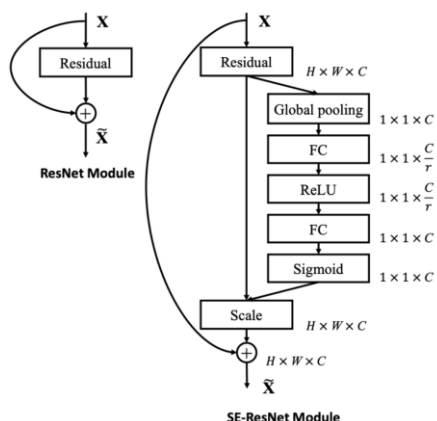 X
Residual
+
X̃
ResNet Module
X
Residual
H × W × C
Global pooling
1 × 1 × C
FC
1 × 1 × C/r
ReLU
1 × 1 × C/r
FC
1 × 1 × C
Sigmoid
1 × 1 × C
Scale
H × W × C
+
H × W × C
X̃
SE-ResNet Module